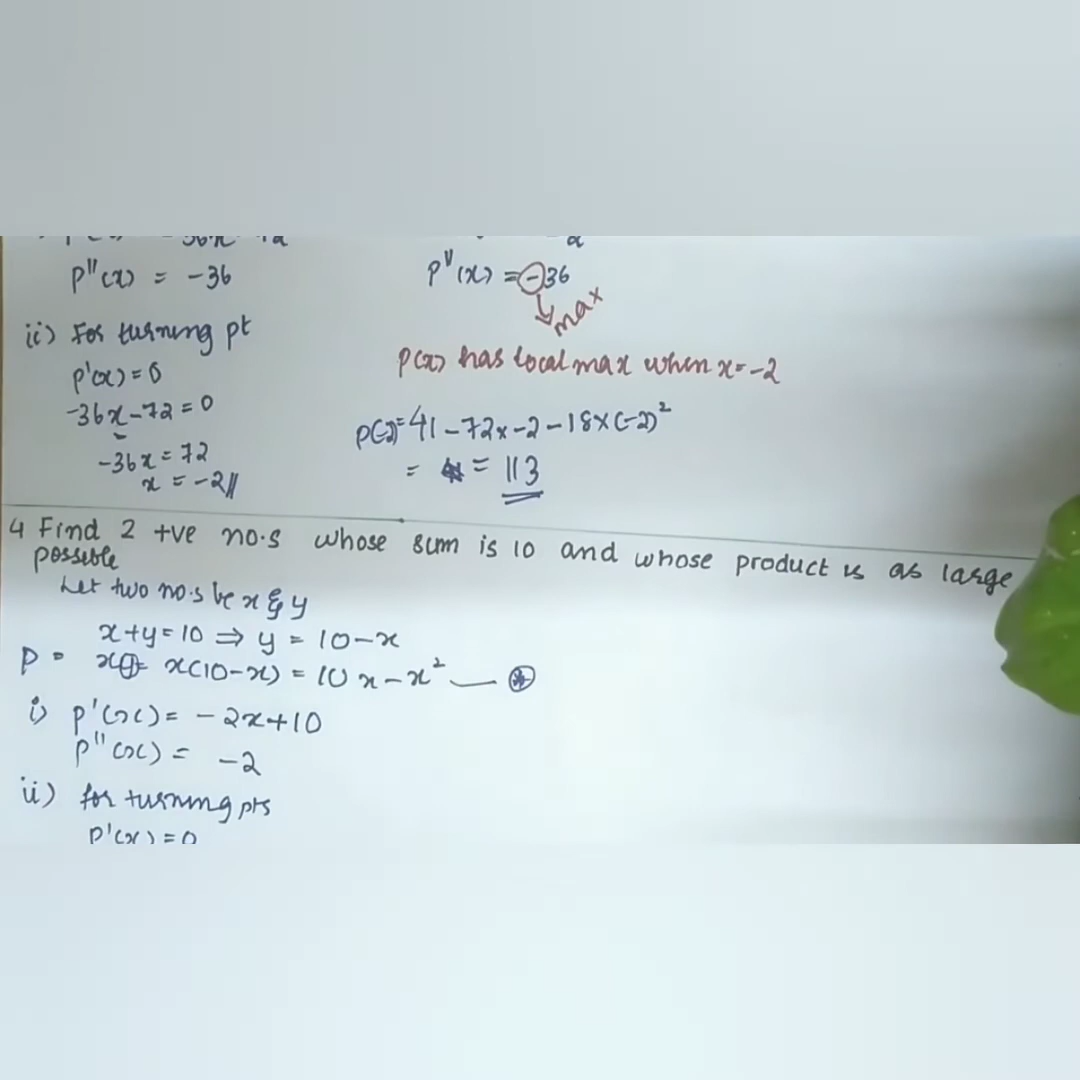 P''(x) = -36
ii) For turning pt
P'(x) = 0
-36x - 72 = 0
-36x = 72
x = -2//
P''(x) = -36
max
P(x) has local max when x = -2
P(-2) = 41 - 72x - 2 - 18x(-2)²
= = 113
4 Find 2 +ve no.s whose sum is 10 and whose product is as large
possible
Let two no.s be x & y
x+y = 10 ⇒ y = 10-x
P = x(10-x) = 10x - x²
i) P'(x) = -2x+10
P''(x) = -2
ii) for turning pts
P'(x) = 0